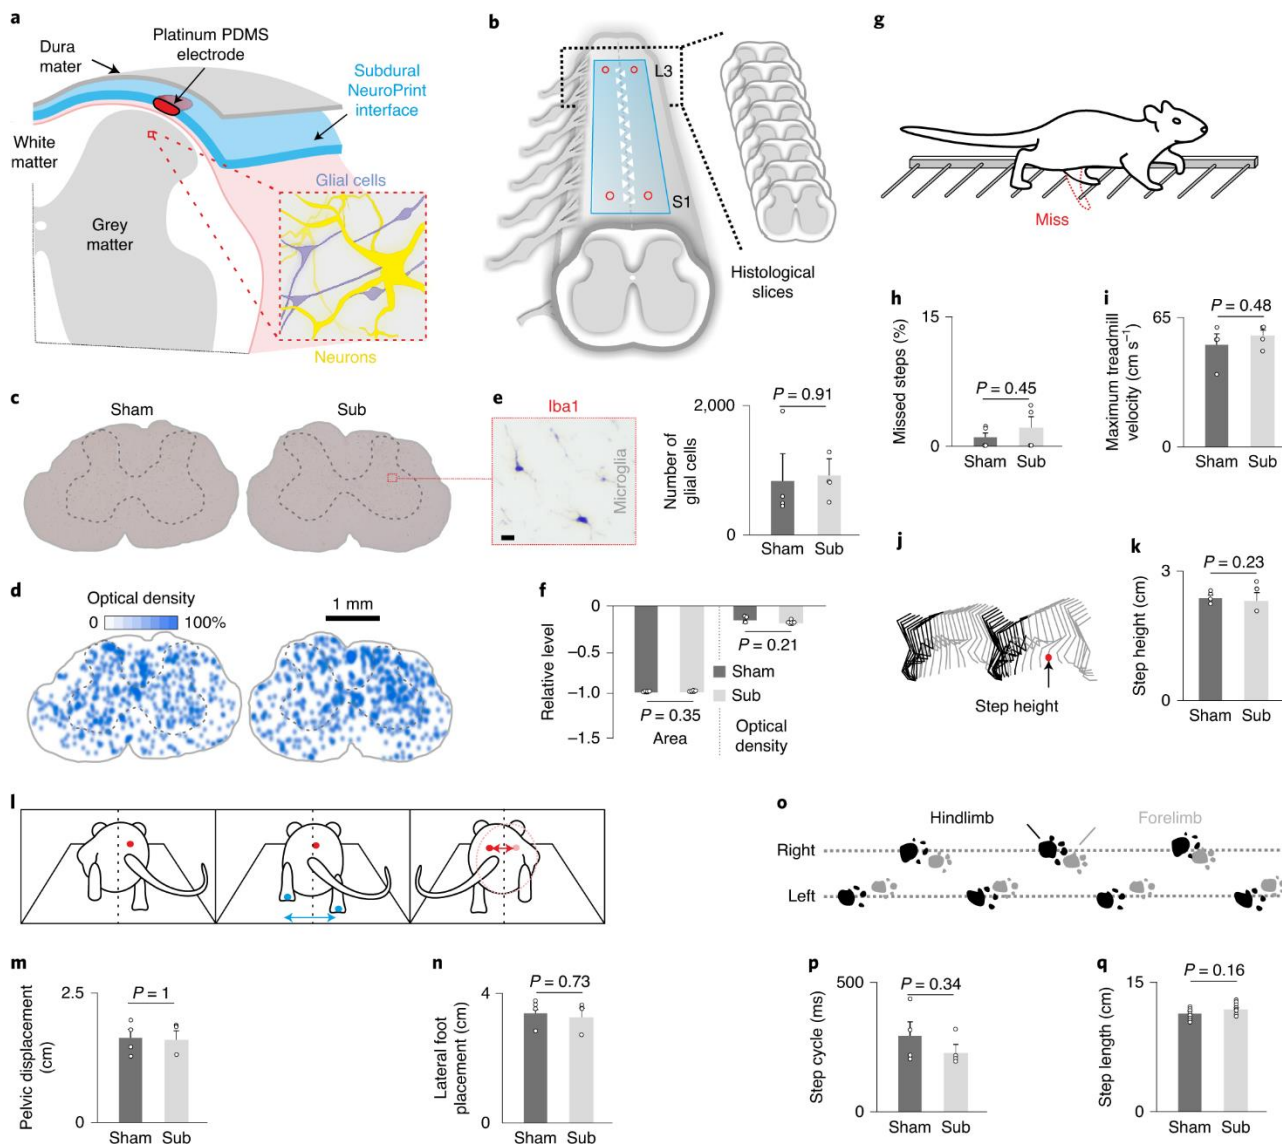 a
Dura
mater
Platinum PDMS
electrode
Subdural
NeuroPrint
interface
White
matter
Grey
matter
Glial cells
Neurons
b
L3
S1
Histological
slices
g
Miss
h
Missed steps (%)
15
0
P = 0.45
Sham
Sub
i
Maximum treadmill
velocity (cm s⁻¹)
65
0
P = 0.48
Sham
Sub
c
Sham
Sub
e
Iba1
Microglia
Number of
glial cells
2,000
0
P = 0.91
Sham
Sub
d
Optical density
0
100%
1 mm
f
Relative level
0
–0.5
–1.0
–1.5
P = 0.35
Area
P = 0.21
Sham
Sub
Optical
density
j
Step height
k
Step height (cm)
3
0
P = 0.23
Sham
Sub
l
o
Hindlimb
Forelimb
Right
Left
m
Pelvic displacement
(cm)
2.5
0
P = 1
Sham
Sub
n
Lateral foot
placement (cm)
4
0
P = 0.73
Sham
Sub
p
Step cycle (ms)
500
0
P = 0.34
Sham
Sub
q
Step length (cm)
15
0
P = 0.16
Sham
Sub